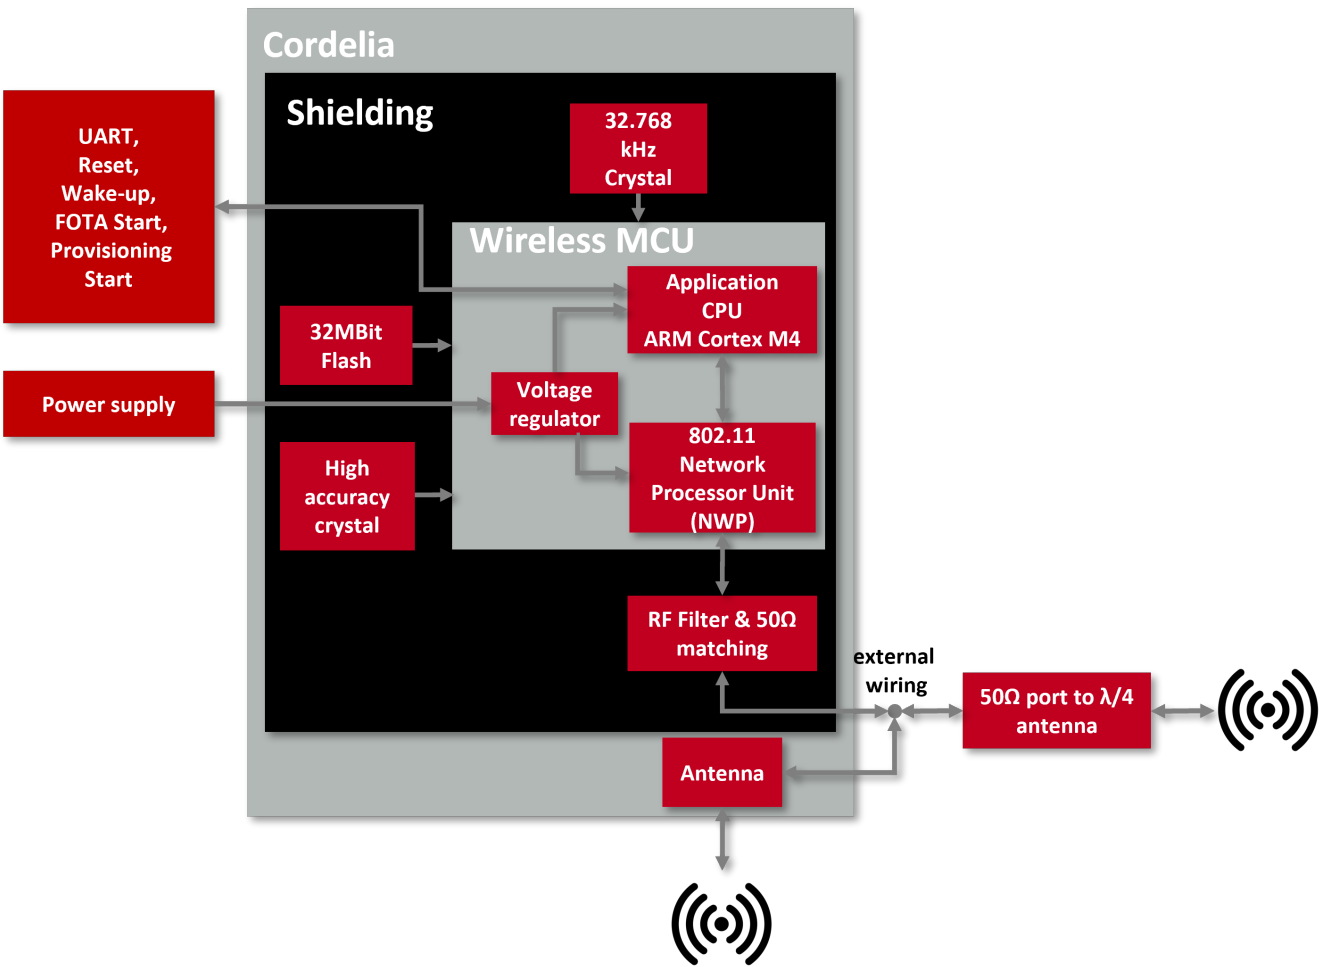 Cordelia
Shielding
UART,
Reset,
Wake-up,
FOTA Start,
Provisioning
Start
32.768
kHz
Crystal
Wireless MCU
Application
CPU
ARM Cortex M4
32MBit
Flash
Power supply
Voltage
regulator
802.11
Network
Processor Unit
(NWP)
High
accuracy
crystal
RF Filter & 50Ω
matching
external
wiring
50Ω port to λ/4
antenna
Antenna